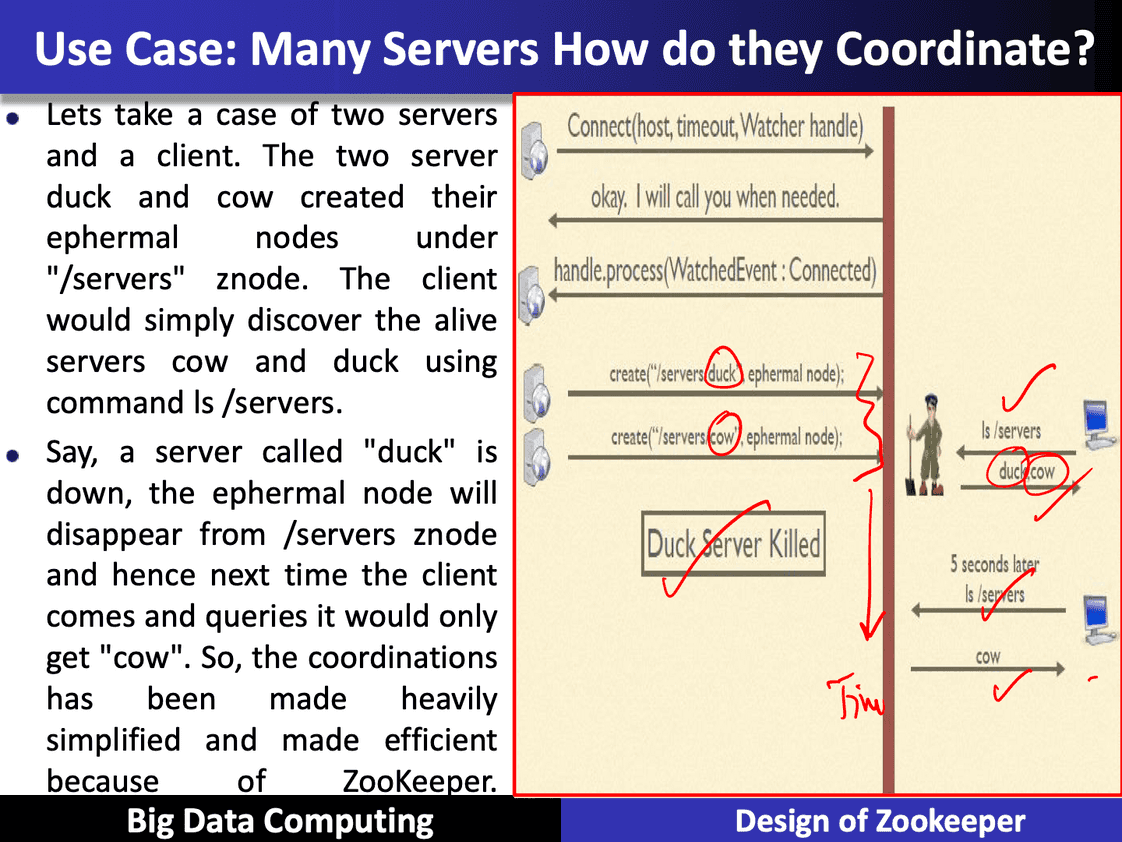 Use Case: Many Servers How do they Coordinate?
Lets take a case of two servers
and a client. The two server
duck and cow created their
ephermal nodes under
"/servers" znode. The client
would simply discover the alive
servers cow and duck using
command ls /servers.
Say, a server called "duck" is
down, the ephermal node will
disappear from /servers znode
and hence next time the client
comes and queries it would only
get "cow". So, the coordinations
has been made heavily
simplified and made efficient
because of ZooKeeper.
Connect(host, timeout, Watcher handle)
okay. I will call you when needed.
handle.process(WatchedEvent : Connected)
create("/servers/duck", ephermal node);
create("/servers/cow", ephermal node);
Duck Server Killed
Time
ls /servers
duck,cow
5 seconds later
ls /servers
cow
Big Data Computing
Design of Zookeeper